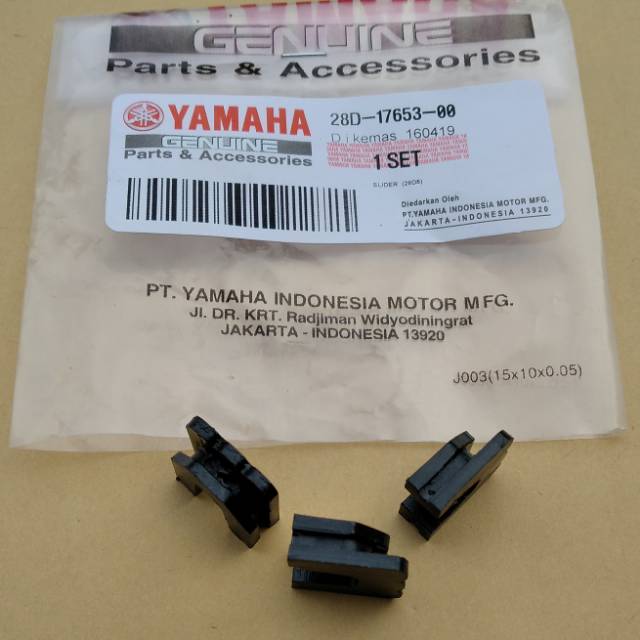 YAMAHA
GENUINE
Parts & Accessories
YAMAHA
GENUINE
Parts & Accessories
28D-17653-00
Dikemas 160419
1 SET
SLIDER (28D8)
Diedarkan Oleh
PT.YAMAHA INDONESIA MOTOR MFG.
JAKARTA-INDONESIA 13920
PT. YAMAHA INDONESIA MOTOR MFG.
Jl. DR. KRT. Radjiman Widyodiningrat
JAKARTA - INDONESIA 13920
J003(15x10x0.05)